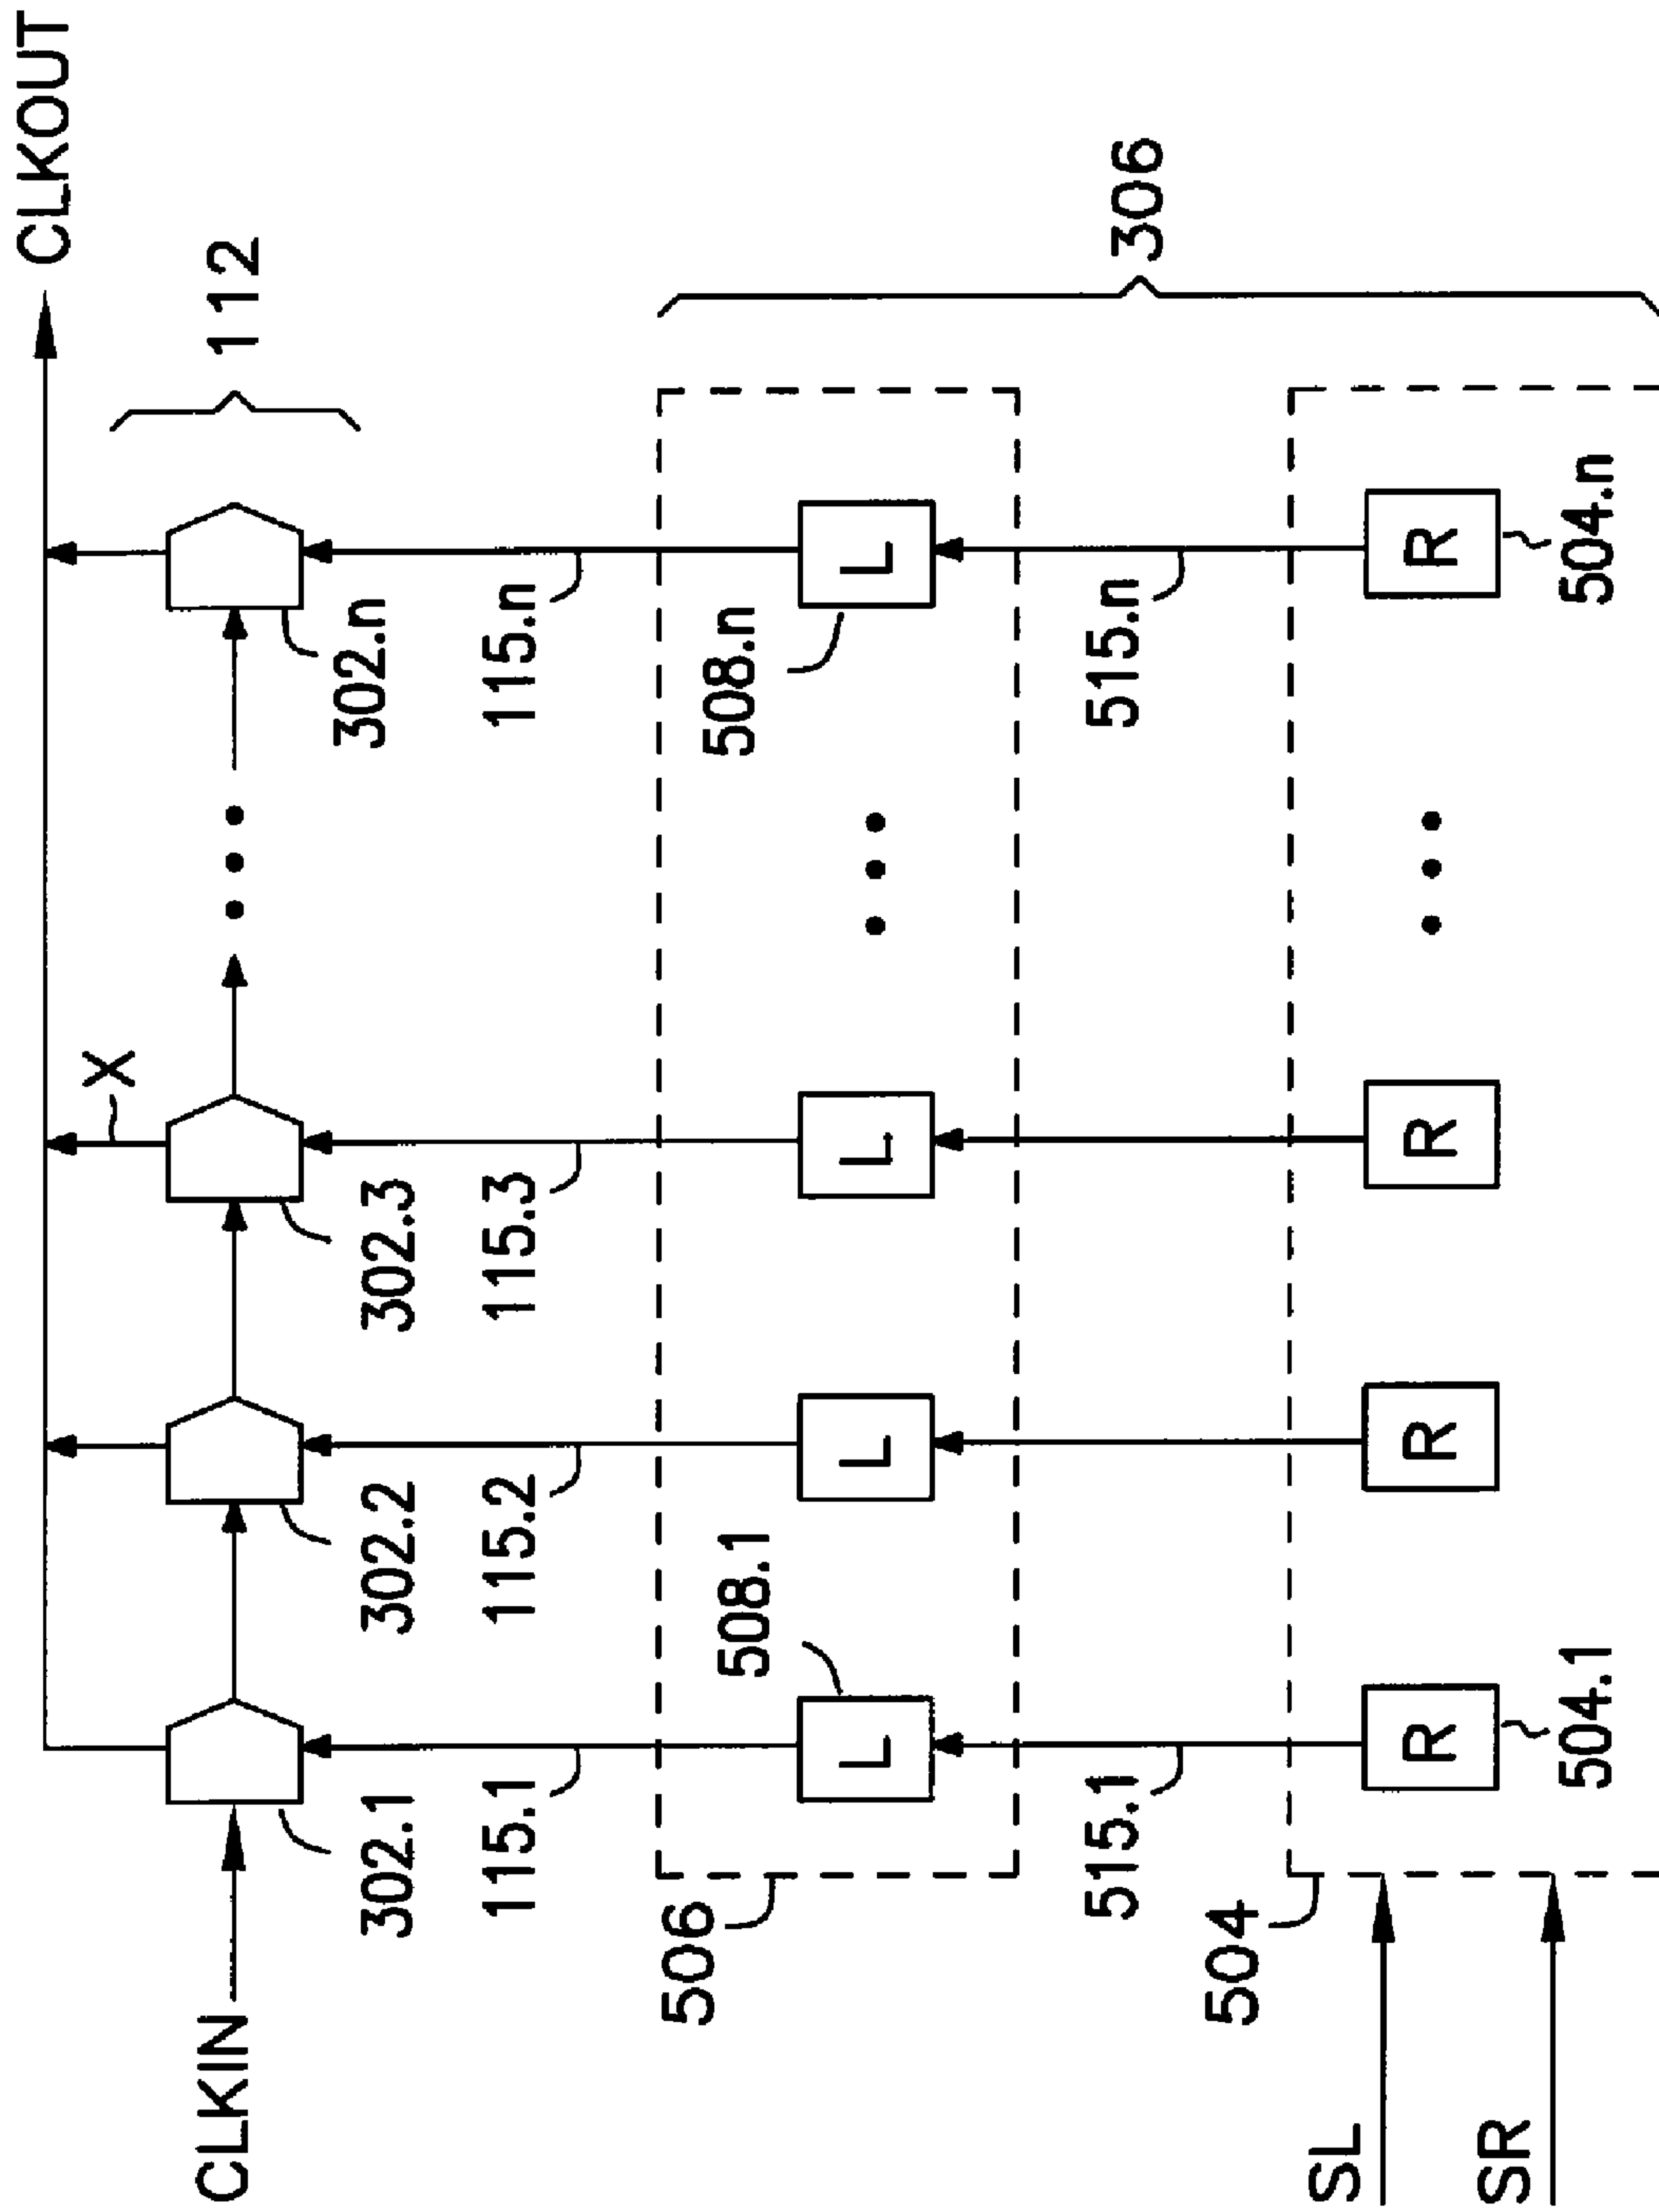 CLKOUT
X
CLKIN
112
302.1
302.2
302.3
302.n
115.1
115.2
115.3
115.n
506
508.1
508.n
L
L
L
L
306
515.1
515.n
504
SL
R
R
R
R
SR
504.1
504.n